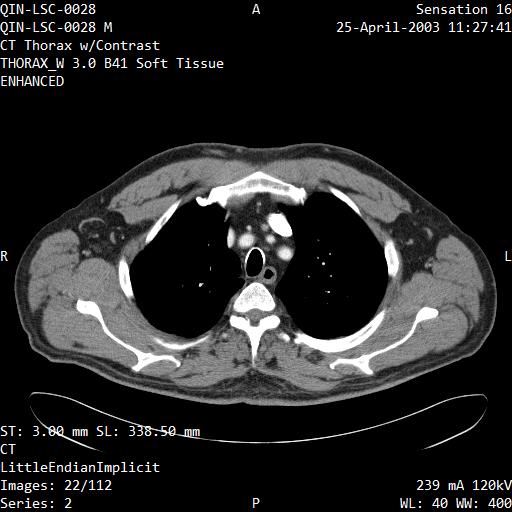 QIN-LSC-0028
A
Sensation 16
QIN-LSC-0028 M
25-April-2003 11:27:41
CT Thorax w/Contrast
THORAX_W 3.0 B41 Soft Tissue
ENHANCED
R
L
ST: 3.00 mm SL: 338.50 mm
CT
LittleEndianImplicit
Images: 22/112
239 mA 120kV
Series: 2
P
WL: 40 WW: 400